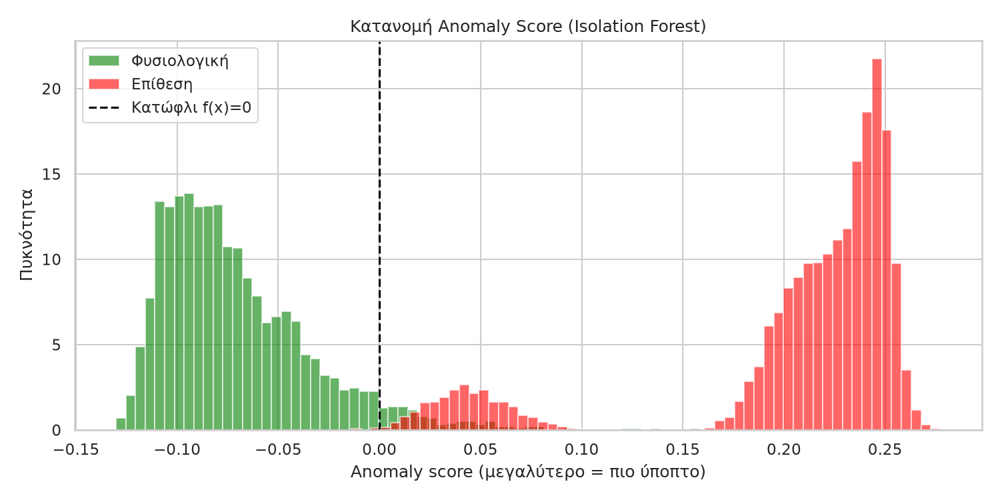 Κατανομή Anomaly Score (Isolation Forest)
Φυσιολογική
Επίθεση
Κατώφλι f(x)=0
Πυκνότητα
20
15
10
5
0
−0.15 −0.10 −0.05 0.00 0.05 0.10 0.15 0.20 0.25
Anomaly score (μεγαλύτερο = πιο ύποπτο)